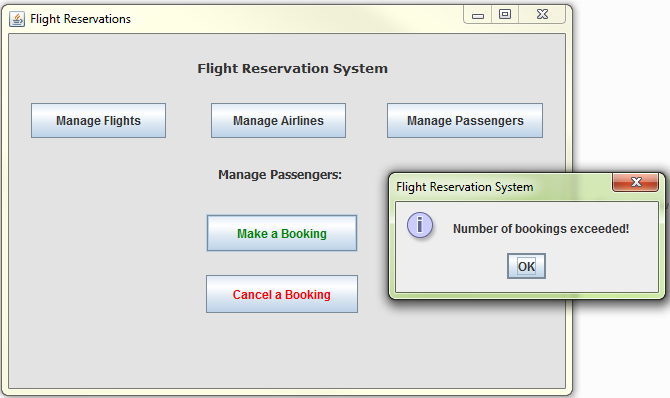 Flight Reservations
Flight Reservation System
Manage Flights
Manage Airlines
Manage Passengers
Manage Passengers:
Make a Booking
Cancel a Booking
Flight Reservation System
Number of bookings exceeded!
OK